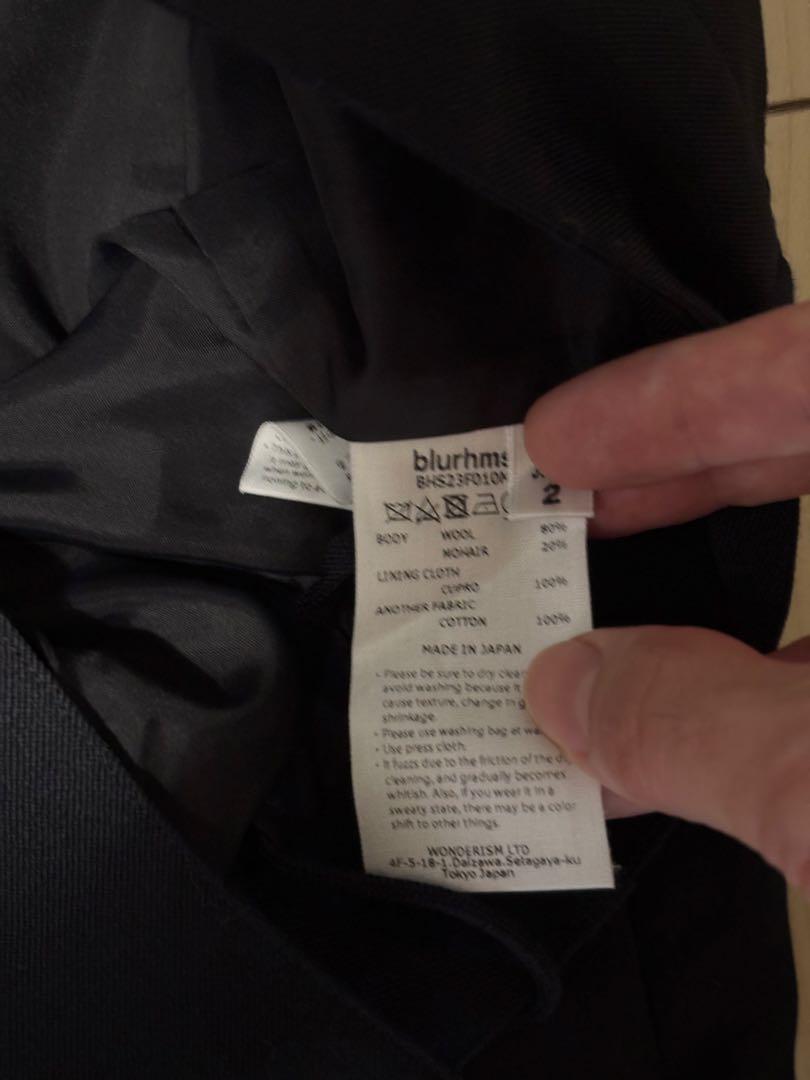 blurhms
BHS23F010
2
BODY WOOL 80%
MOHAIR 20%
LINING CLOTH
CUPRO 100%
ANOTHER FABRIC
COTTON 100%
MADE IN JAPAN
• Please be sure to dry clean
avoid washing because it
cause texture, change in
shrinkage.
• Please use washing bag at
• Use press cloth.
• It fuzzs due to the friction of the
cleaning, and gradually becomes
whitish. Also, if you wear it in a
sweaty state, there may be a color
shift to other things.
WONDERISM LTD
4F-5-18-1.Daizawa.Setagaya-ku
Tokyo.Japan